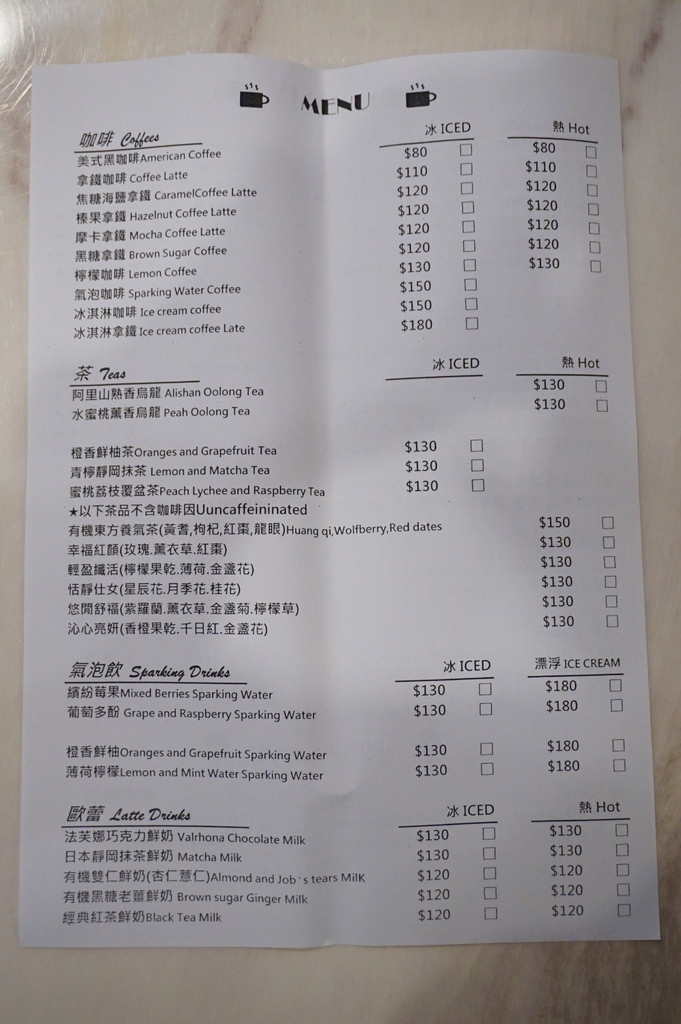 MENU
咖啡 Coffees 冰 ICED 熱 Hot
美式黑咖啡American Coffee $80 $80
拿鐵咖啡 Coffee Latte $110 $110
焦糖海鹽拿鐵 CaramelCoffee Latte $120 $120
榛果拿鐵 Hazelnut Coffee Latte $120 $120
摩卡拿鐵 Mocha Coffee Latte $120 $120
黑糖拿鐵 Brown Sugar Coffee $120 $120
檸檬咖啡 Lemon Coffee $130 $130
氣泡咖啡 Sparking Water Coffee $150
冰淇淋咖啡 Ice cream coffee $150
冰淇淋拿鐵 Ice cream coffee Late $180
茶 Teas 冰 ICED 熱 Hot
阿里山熟香烏龍 Alishan Oolong Tea $130
水蜜桃薰香烏龍 Peah Oolong Tea $130
橙香鮮柚茶Oranges and Grapefruit Tea $130
青檸靜岡抹茶 Lemon and Matcha Tea $130
蜜桃荔枝覆盆茶Peach Lychee and Raspberry Tea $130
★以下茶品不含咖啡因Uuncaffeininated
有機東方養氣茶(黃耆,枸杞,紅棗,龍眼)Huang qi,Wolfberry,Red dates $150
幸福紅顏(玫瑰.薰衣草.紅棗) $130
輕盈纖活(檸檬果乾.薄荷.金盞花) $130
恬靜仕女(星辰花.月季花.桂花) $130
悠閒舒福(紫羅蘭.薰衣草.金盞菊.檸檬草) $130
沁心亮妍(香橙果乾.千日紅.金盞花) $130
氣泡飲 Sparking Drinks 冰 ICED 漂浮 ICE CREAM
繽紛莓果Mixed Berries Sparking Water $130 $180
葡萄多酚 Grape and Raspberry Sparking Water $130 $180
橙香鮮柚Oranges and Grapefruit Sparking Water $130 $180
薄荷檸檬Lemon and Mint Water Sparking Water $130 $180
歐蕾 Latte Drinks 冰 ICED 熱 Hot
法芙娜巧克力鮮奶 Valrhona Chocolate Milk $130 $130
日本靜岡抹茶鮮奶 Matcha Milk $130 $130
有機雙仁鮮奶(杏仁薏仁)Almond and Job's tears MilK $120 $120
有機黑糖老薑鮮奶 Brown sugar Ginger Milk $120 $120
經典紅茶鮮奶Black Tea Milk $120 $120